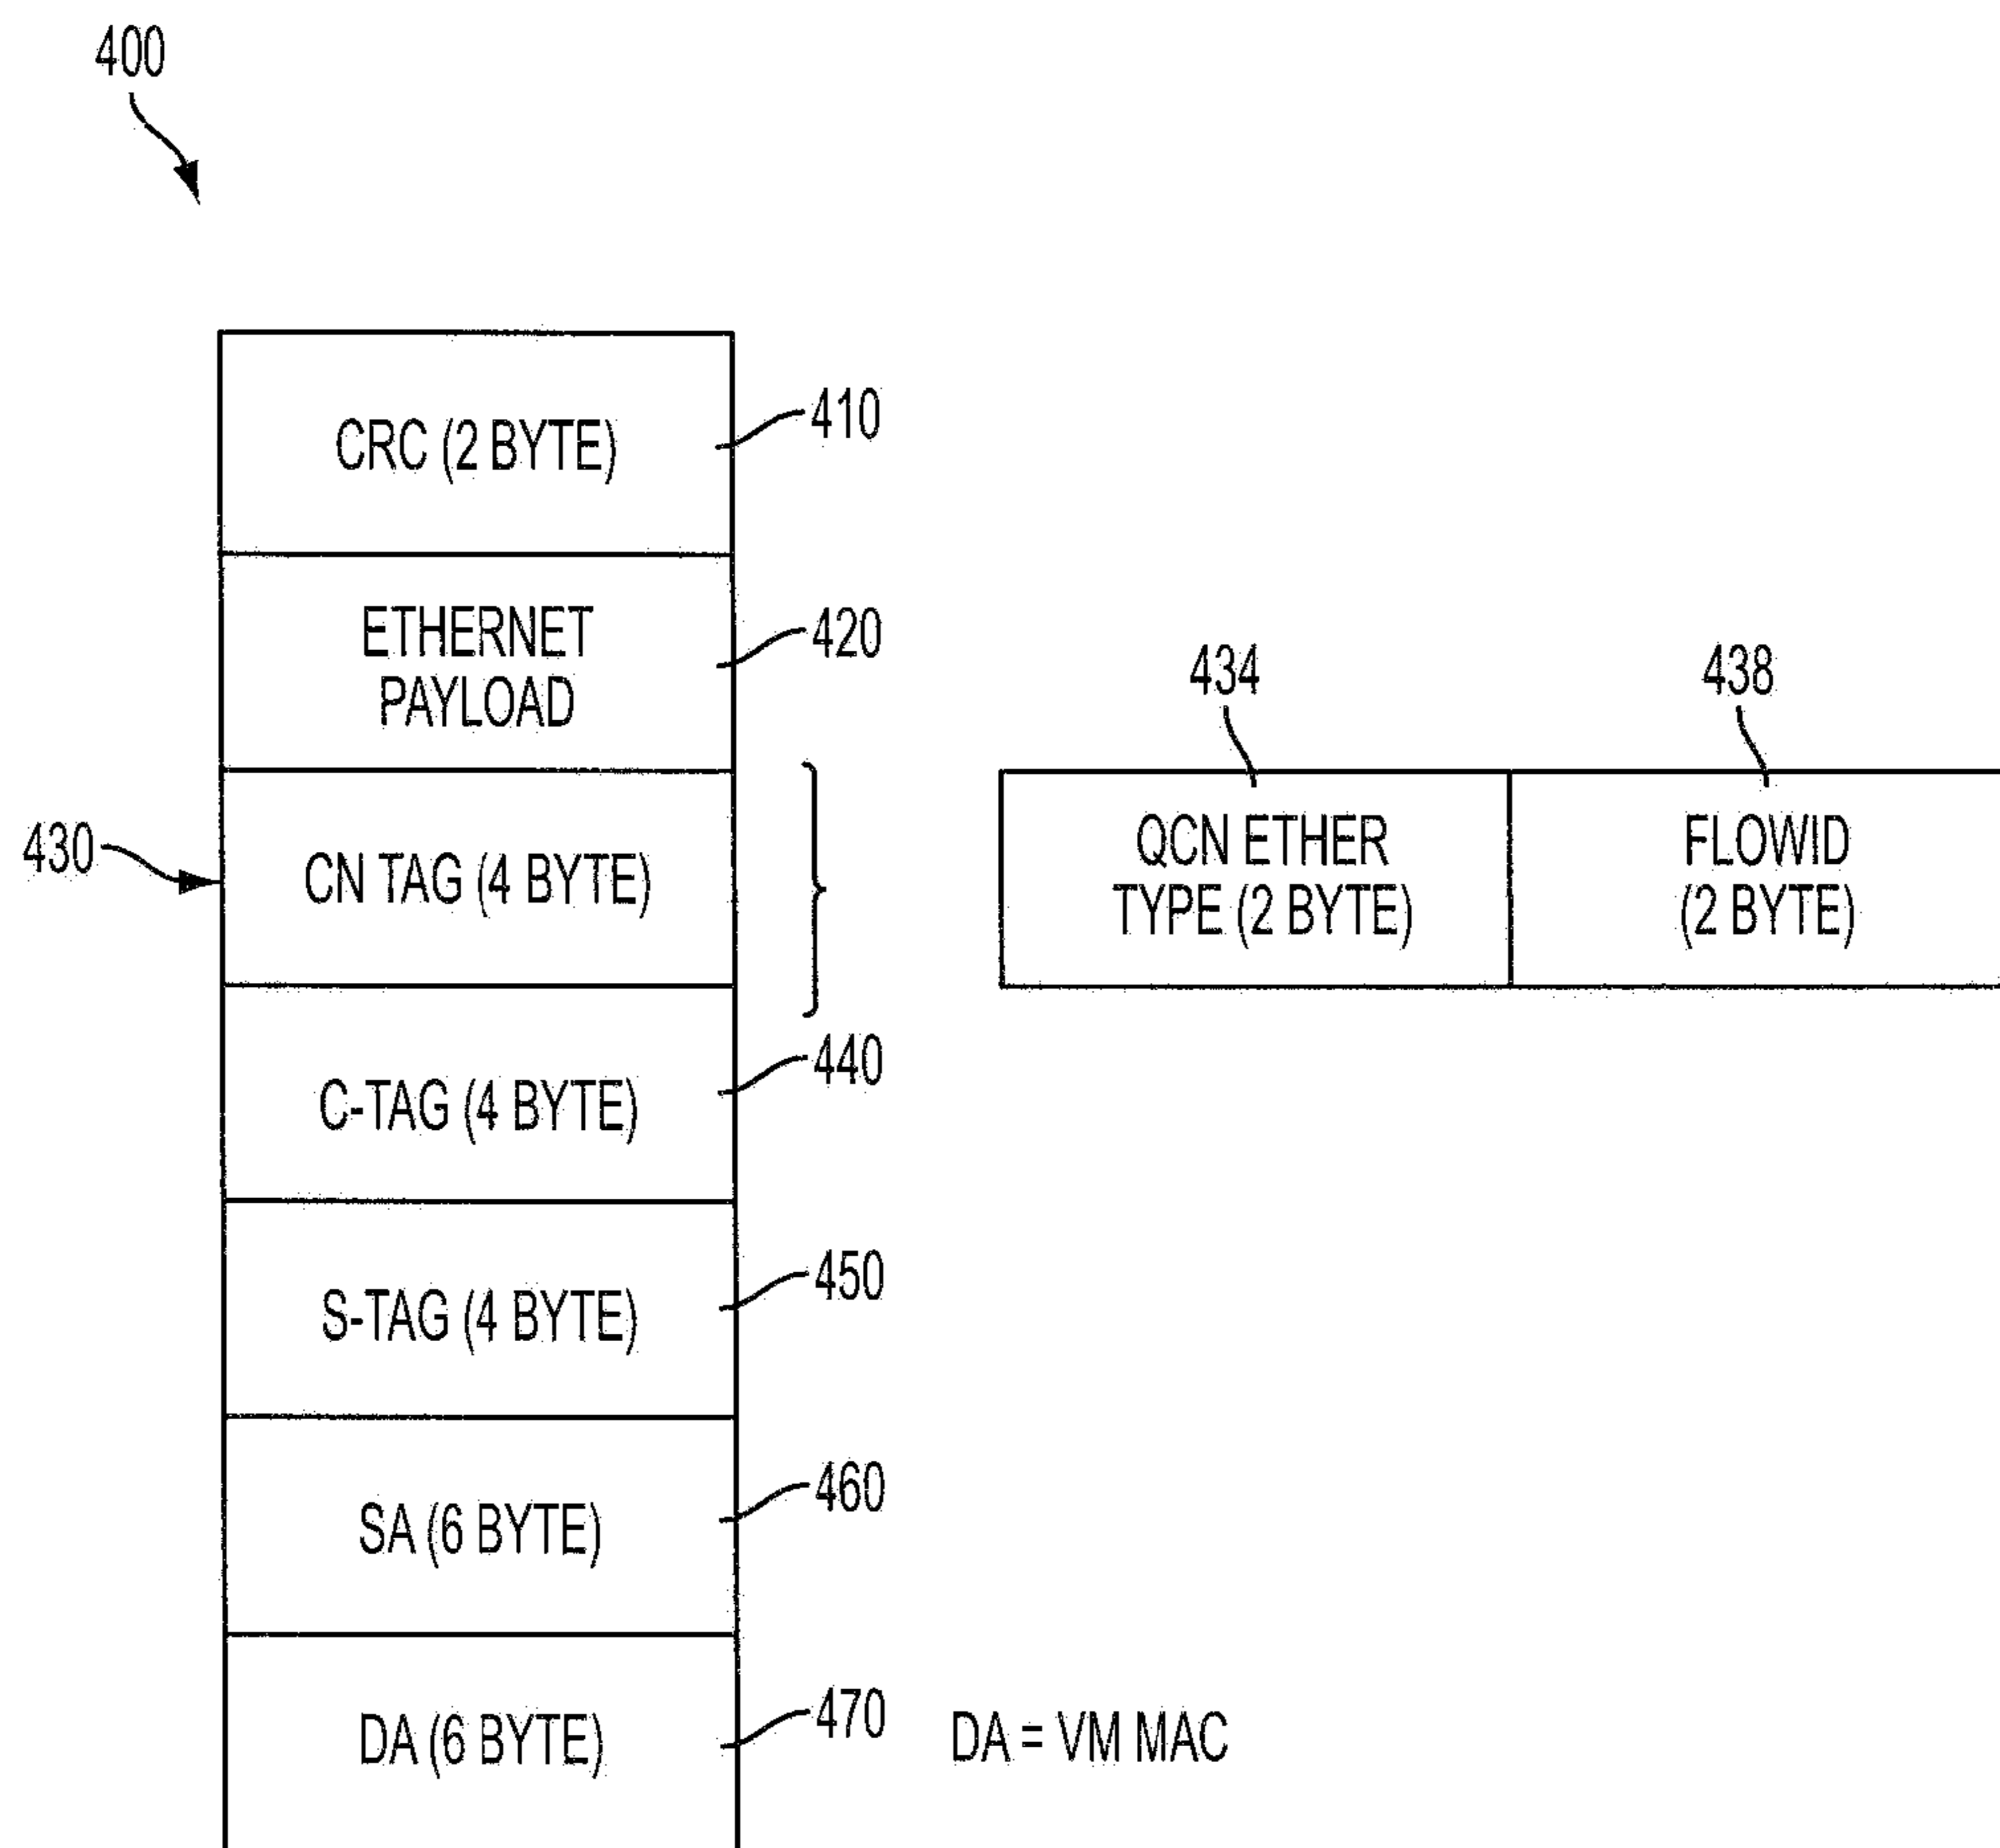 400
CRC (2 BYTE)
410
ETHERNET
PAYLOAD
420
434
438
430
CN TAG (4 BYTE)
QCN ETHER
TYPE (2 BYTE)
FLOWID
(2 BYTE)
C-TAG (4 BYTE)
440
S-TAG (4 BYTE)
450
SA (6 BYTE)
460
DA (6 BYTE)
470
DA = VM MAC